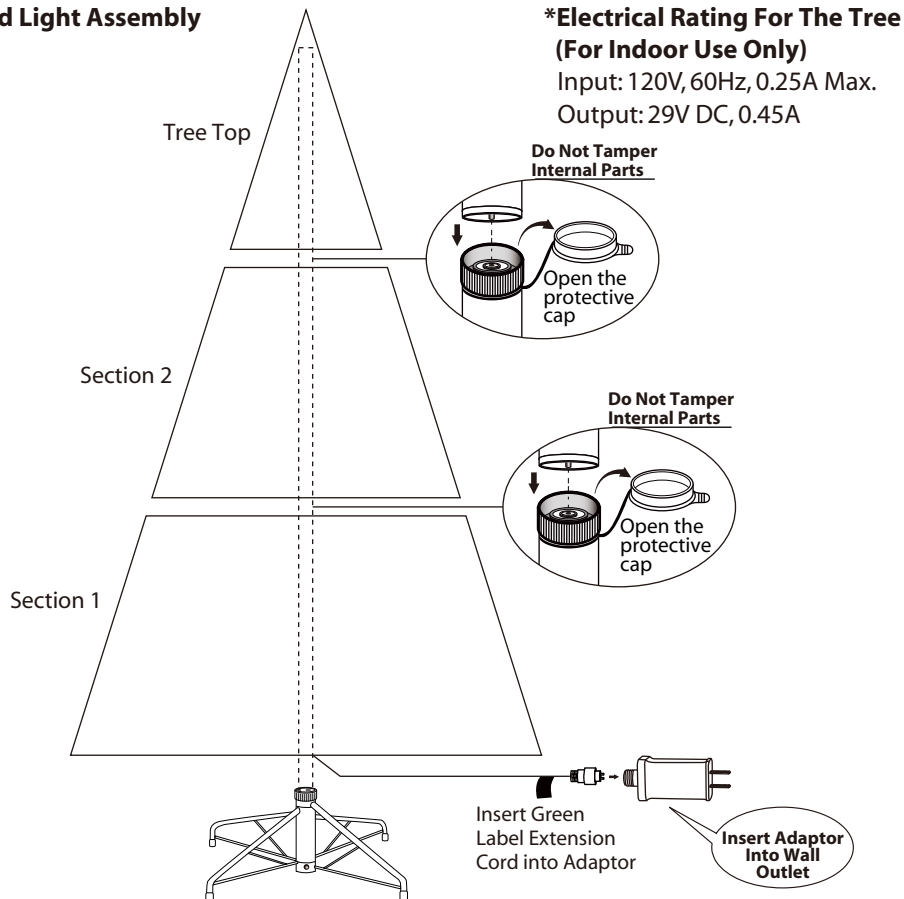 d Light Assembly
*Electrical Rating For The Tree
(For Indoor Use Only)
Input: 120V, 60Hz, 0.25A Max.
Output: 29V DC, 0.45A
Tree Top
Do Not Tamper
Internal Parts
Open the
protective
cap
Section 2
Do Not Tamper
Internal Parts
Open the
protective
cap
Section 1
Insert Green
Label Extension
Cord into Adaptor
Insert Adaptor
Into Wall
Outlet